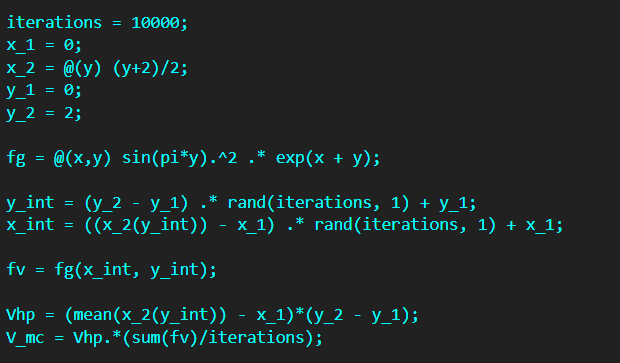 iterations = 10000;
x_1 = 0;
x_2 = @(y) (y+2)/2;
y_1 = 0;
y_2 = 2;
fg = @(x,y) sin(pi*y).^2 .* exp(x + y);
y_int = (y_2 - y_1) .* rand(iterations, 1) + y_1;
x_int = ((x_2(y_int)) - x_1) .* rand(iterations, 1) + x_1;
fv = fg(x_int, y_int);
Vhp = (mean(x_2(y_int)) - x_1)*(y_2 - y_1);
V_mc = Vhp.*(sum(fv)/iterations);